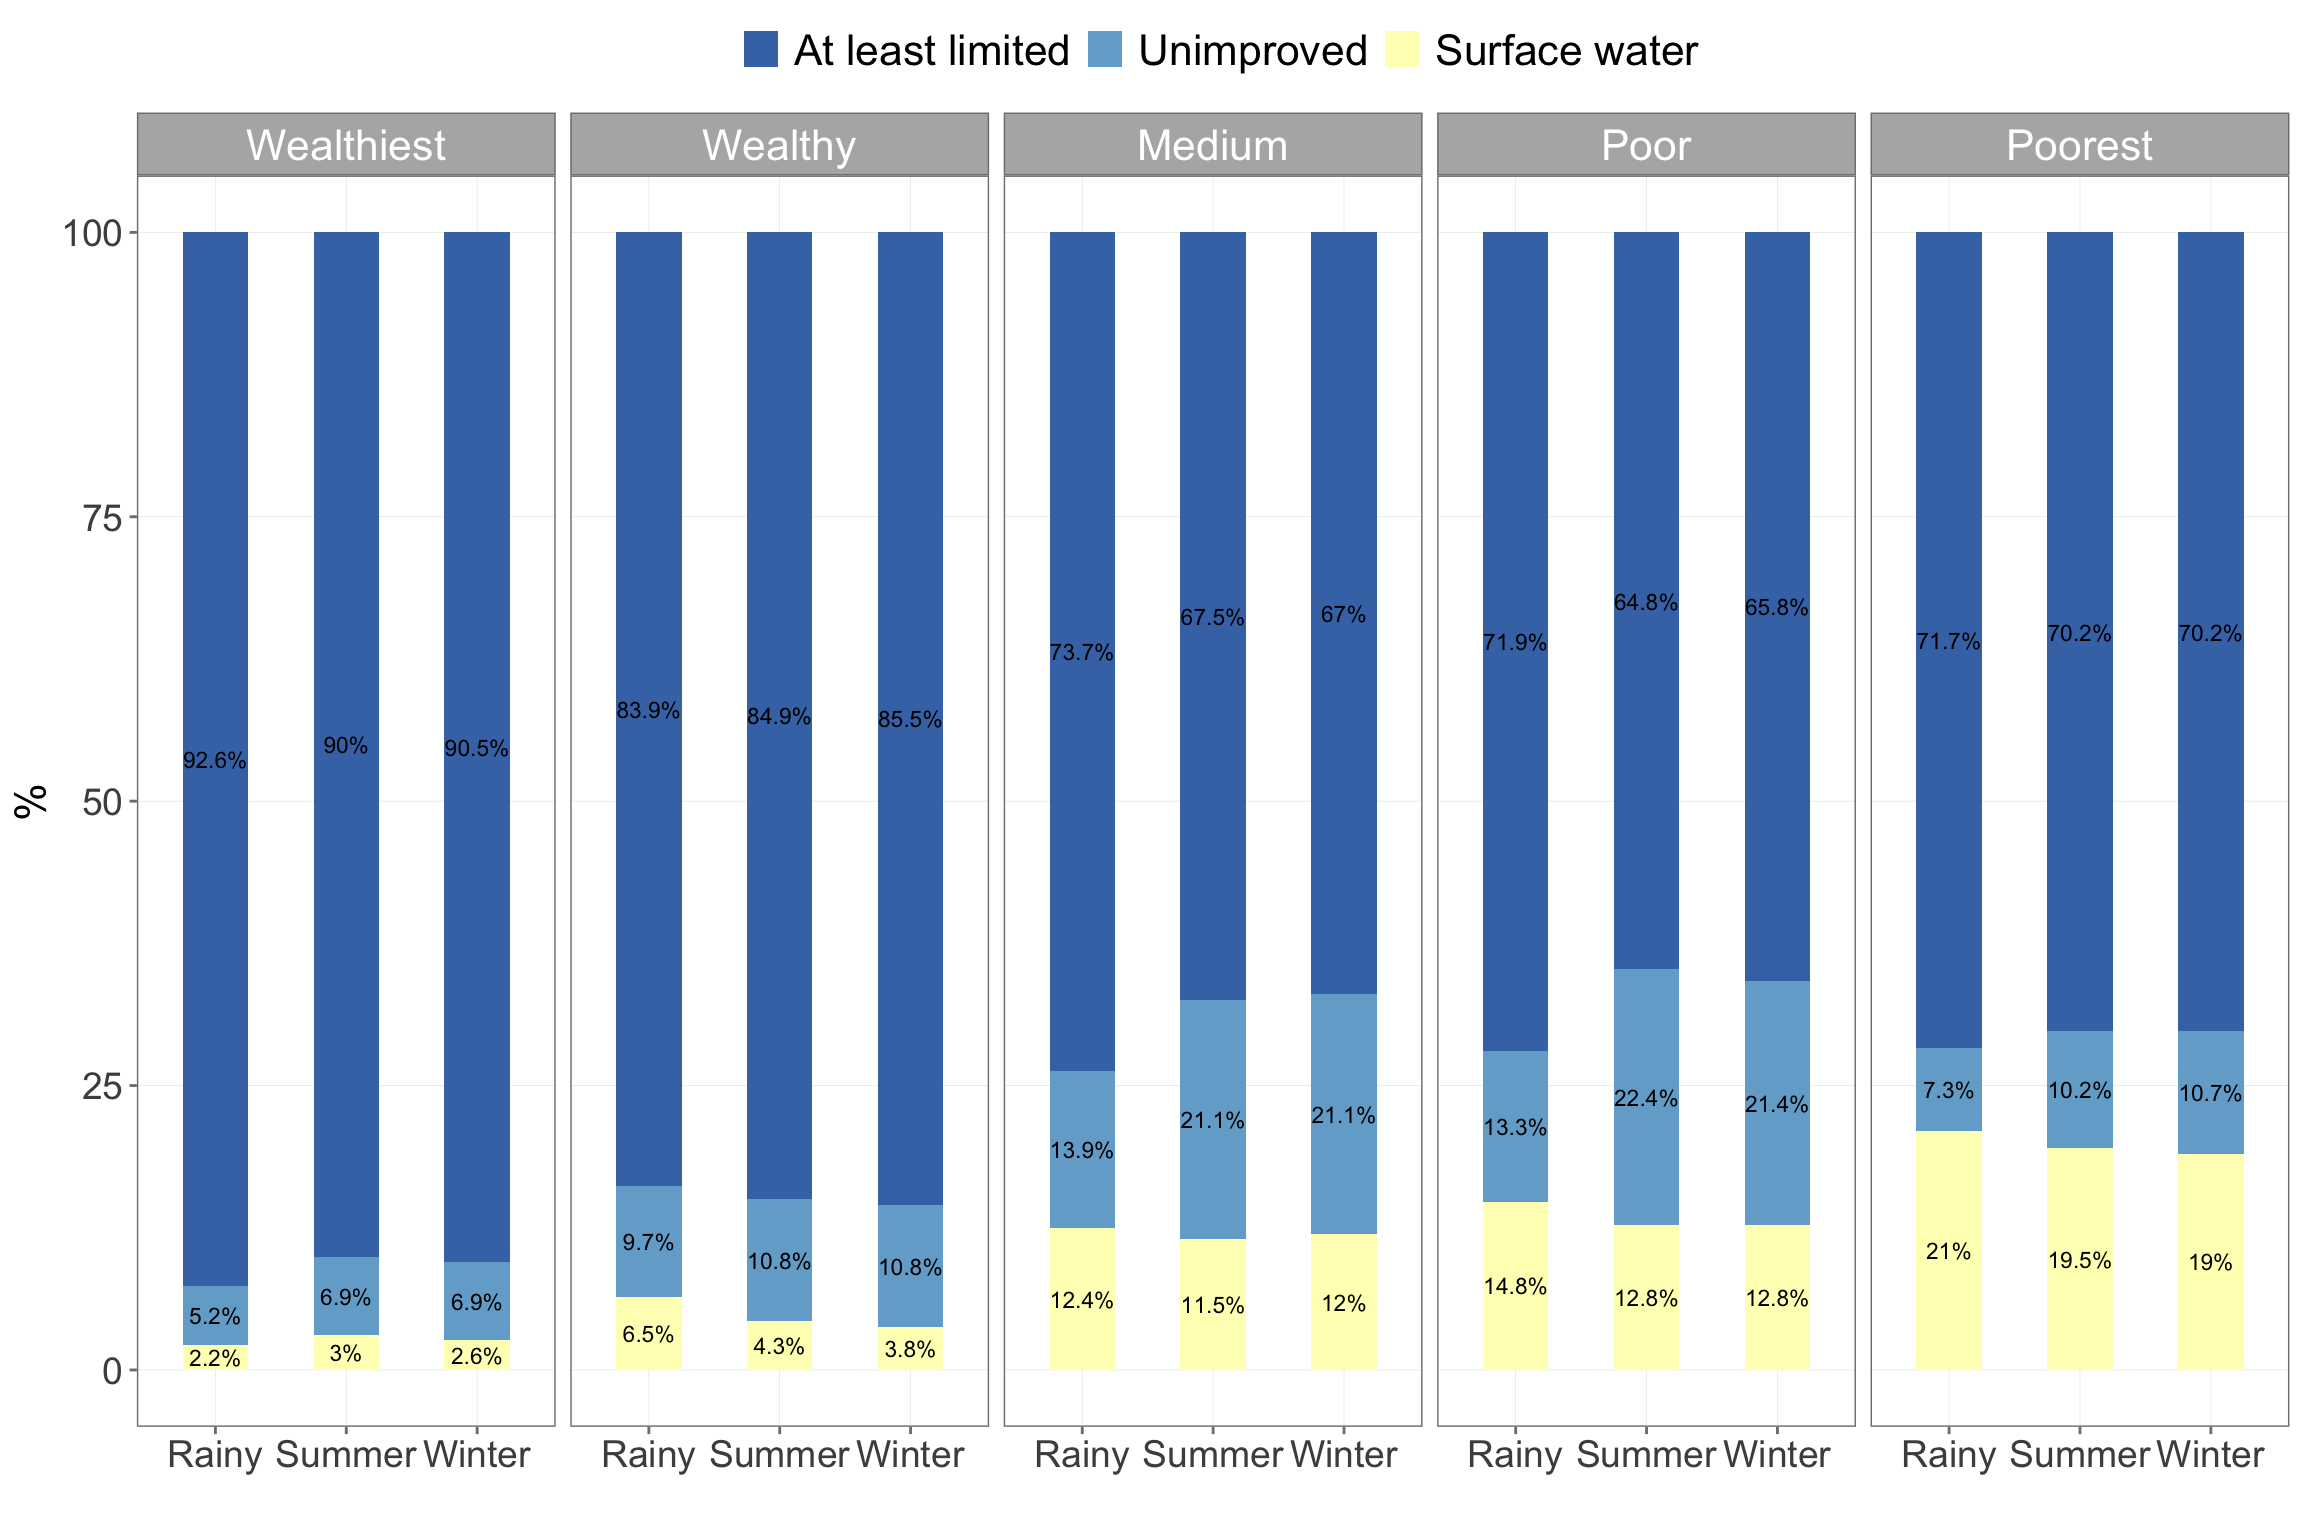 At least limited Unimproved Surface water
Wealthiest Wealthy Medium Poor Poorest
%
100
75
50
25
0
92.6% 90% 90.5%
5.2% 6.9% 6.9%
2.2% 3% 2.6%
Rainy Summer Winter
83.9% 84.9% 85.5%
9.7% 10.8% 10.8%
6.5% 4.3% 3.8%
Rainy Summer Winter
73.7% 67.5% 67%
13.9% 21.1% 21.1%
12.4% 11.5% 12%
Rainy Summer Winter
71.9% 64.8% 65.8%
13.3% 22.4% 21.4%
14.8% 12.8% 12.8%
Rainy Summer Winter
71.7% 70.2% 70.2%
7.3% 10.2% 10.7%
21% 19.5% 19%
Rainy Summer Winter